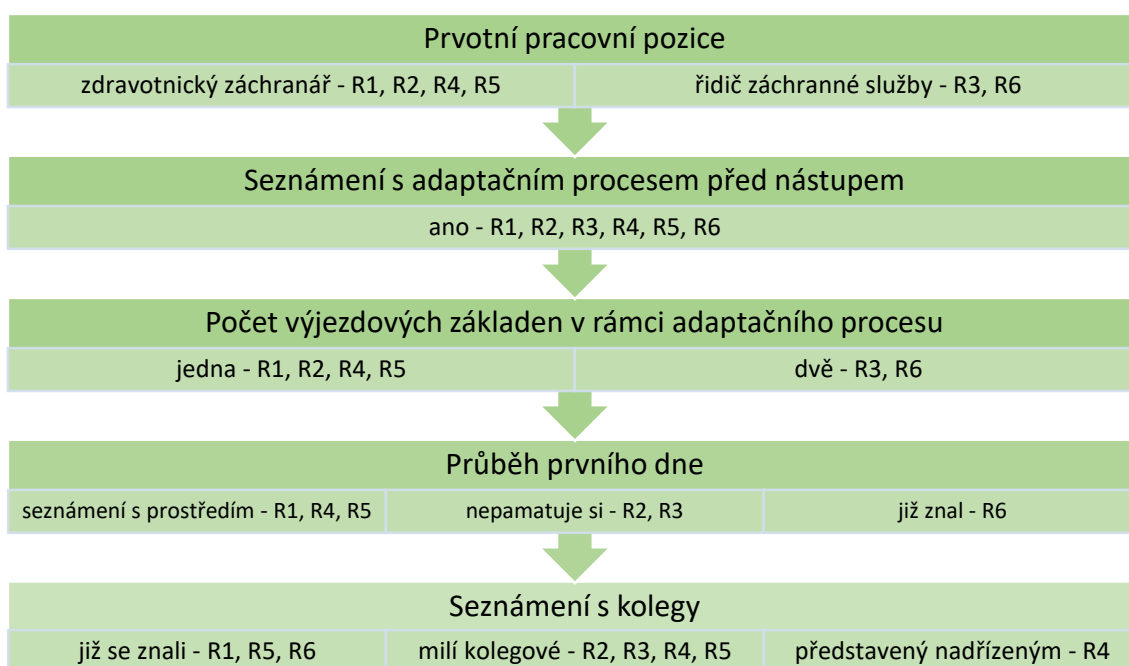 Prvotní pracovní pozice
zdravotnický záchranář - R1, R2, R4, R5
řidič záchranné služby - R3, R6
Seznámení s adaptačním procesem před nástupem
ano - R1, R2, R3, R4, R5, R6
Počet výjezdových základen v rámci adaptačního procesu
jedna - R1, R2, R4, R5
dvě - R3, R6
Průběh prvního dne
seznámení s prostředím - R1, R4, R5
nepamatuje si - R2, R3
již znal - R6
Seznámení s kolegy
již se znali - R1, R5, R6
milí kolegové - R2, R3, R4, R5
představený nadřízeným - R4